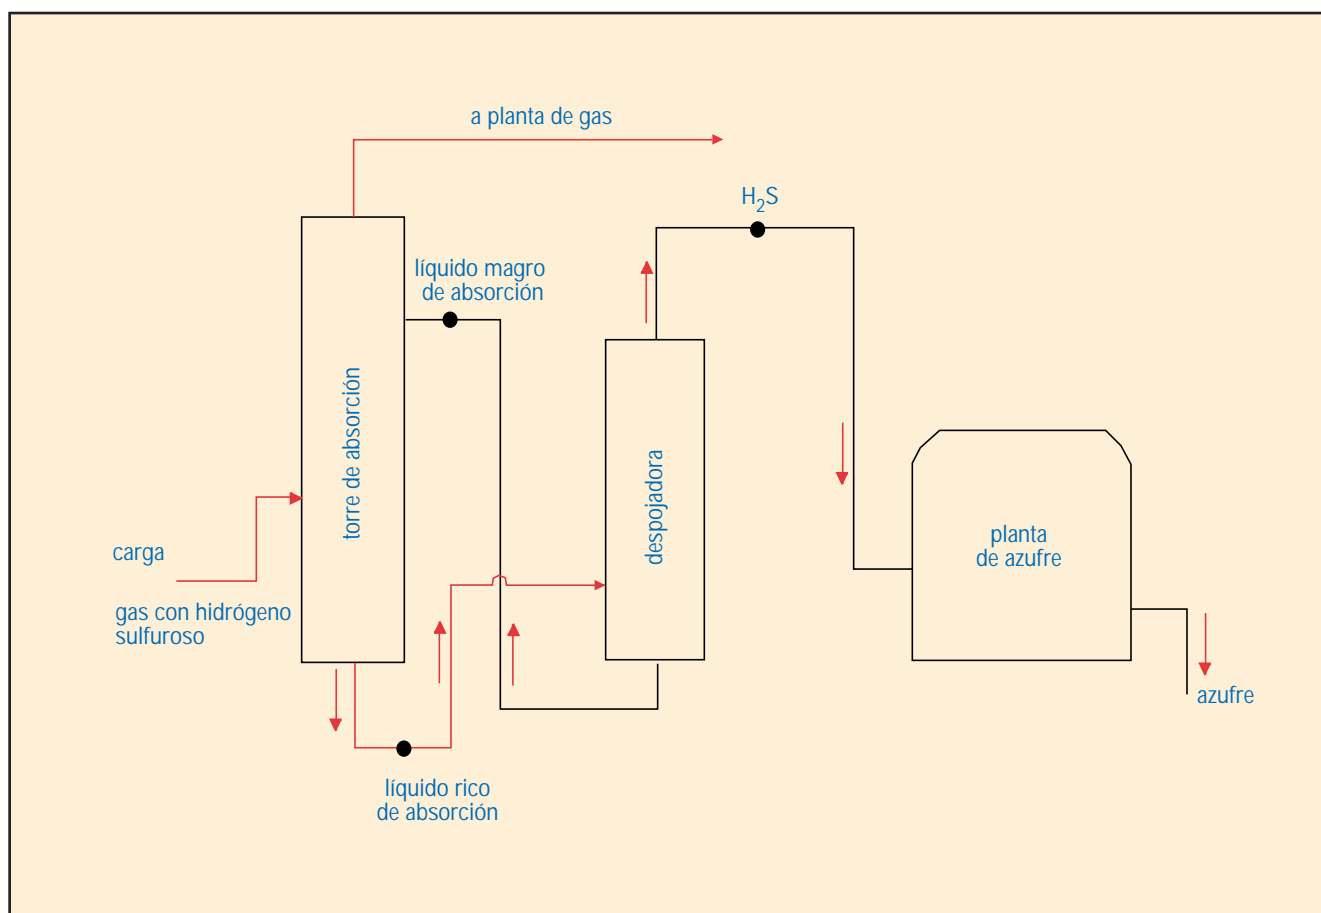 a planta de gas
H₂S
líquido magro
de absorción
torre de absorción
despojadora
carga
gas con hidrógeno
sulfuroso
planta
de azufre
azufre
líquido rico
de absorción